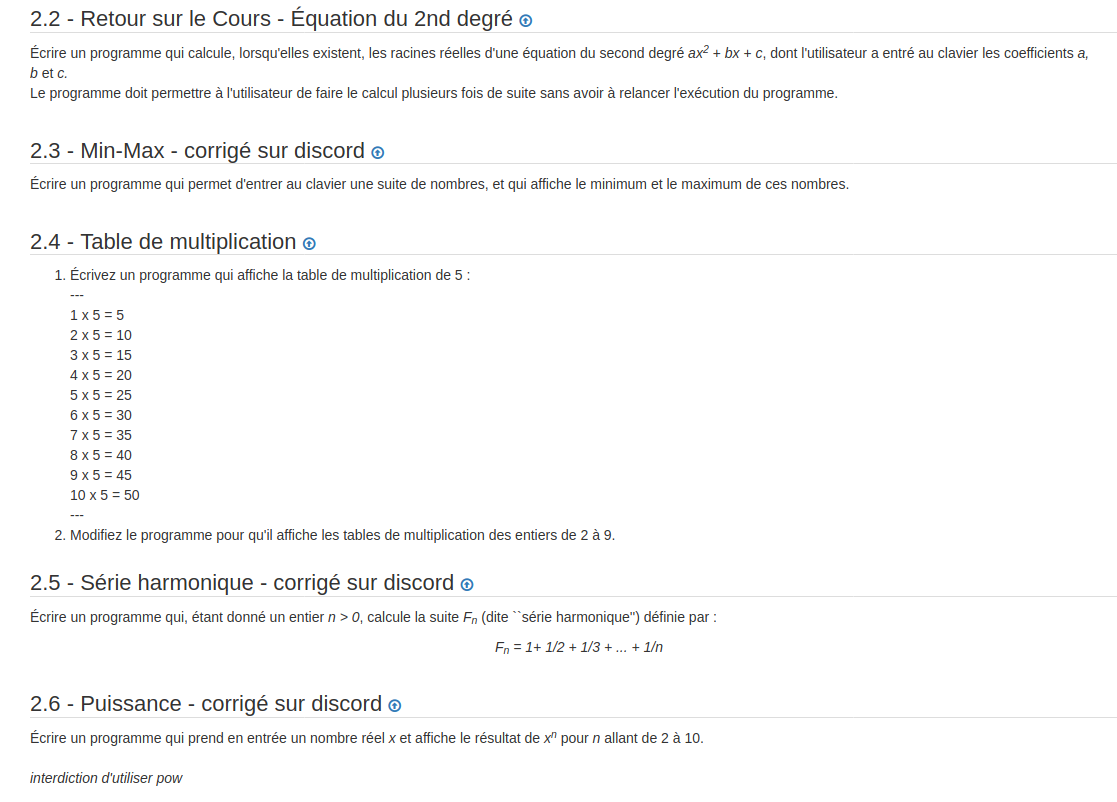 2.2 - Retour sur le Cours - Équation du 2nd degré
Écrire un programme qui calcule, lorsqu'elles existent, les racines réelles d'une équation du second degré ax² + bx + c, dont l'utilisateur a entré au clavier les coefficients a,
b et c.
Le programme doit permettre à l'utilisateur de faire le calcul plusieurs fois de suite sans avoir à relancer l'exécution du programme.
2.3 - Min-Max - corrigé sur discord
Écrire un programme qui permet d'entrer au clavier une suite de nombres, et qui affiche le minimum et le maximum de ces nombres.
2.4 - Table de multiplication
1. Écrivez un programme qui affiche la table de multiplication de 5 :
---
1 x 5 = 5
2 x 5 = 10
3 x 5 = 15
4 x 5 = 20
5 x 5 = 25
6 x 5 = 30
7 x 5 = 35
8 x 5 = 40
9 x 5 = 45
10 x 5 = 50
---
2. Modifiez le programme pour qu'il affiche les tables de multiplication des entiers de 2 à 9.
2.5 - Série harmonique - corrigé sur discord
Écrire un programme qui, étant donné un entier n > 0, calcule la suite Fₙ (dite ``série harmonique'') définie par :
Fₙ = 1+ 1/2 + 1/3 + ... + 1/n
2.6 - Puissance - corrigé sur discord
Écrire un programme qui prend en entrée un nombre réel x et affiche le résultat de xⁿ pour n allant de 2 à 10.
interdiction d'utiliser pow